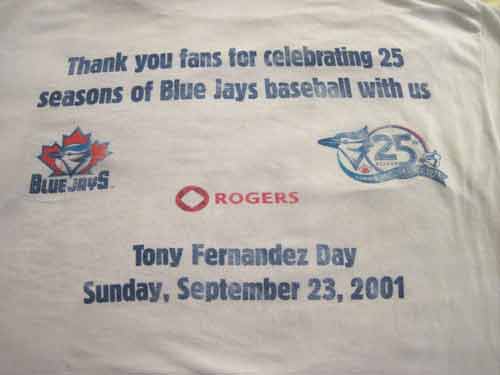 Thank you fans for celebrating 25
seasons of Blue Jays baseball with us
BLUE JAYS
25
ROGERS
Tony Fernandez Day
Sunday, September 23, 2001